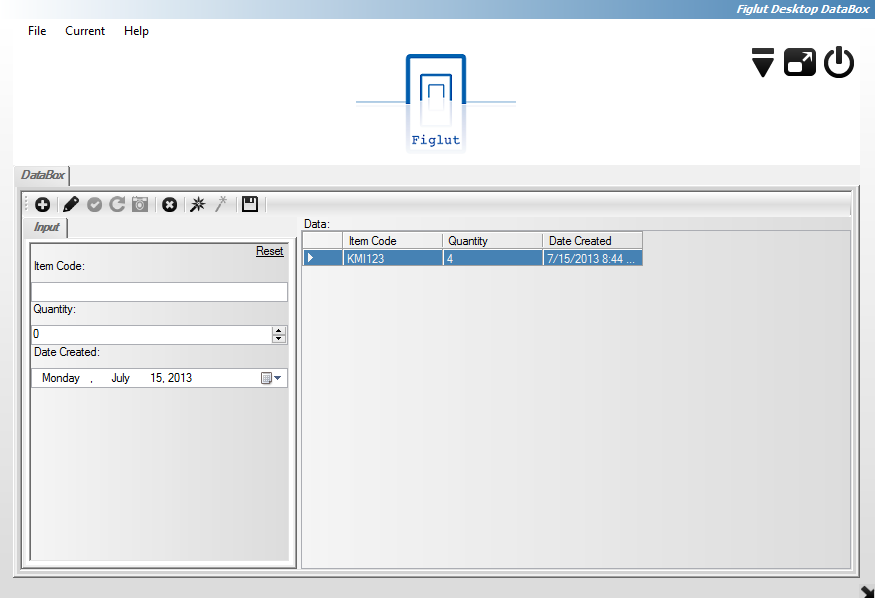 Figlut Desktop DataBox
File Current Help
Figlut
DataBox
Input
Data:
Reset
Item Code:
Quantity:
0
Date Created:
Monday , July 15, 2013
Item Code Quantity Date Created
KMI123 4 7/15/2013 8:44 ...